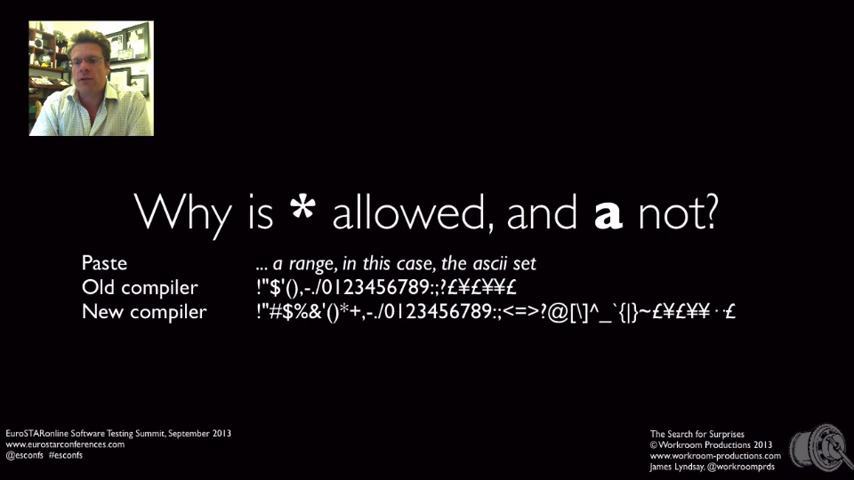 Why is * allowed, and a not?
Paste ... a range, in this case, the ascii set
Old compiler !"$'(),-./0123456789:;?£¥£¥¥£
New compiler !"#$%&'()*+,-./0123456789:;<=>?@[\]^_`{|}~£¥£¥¥··£
EuroSTARonline Software Testing Summit, September 2013
www.eurostarconferences.com
@esconfs #esconfs
The Search for Surprises
© Workroom Productions 2013
www.workroom-productions.com
James Lyndsay, @workroomprds